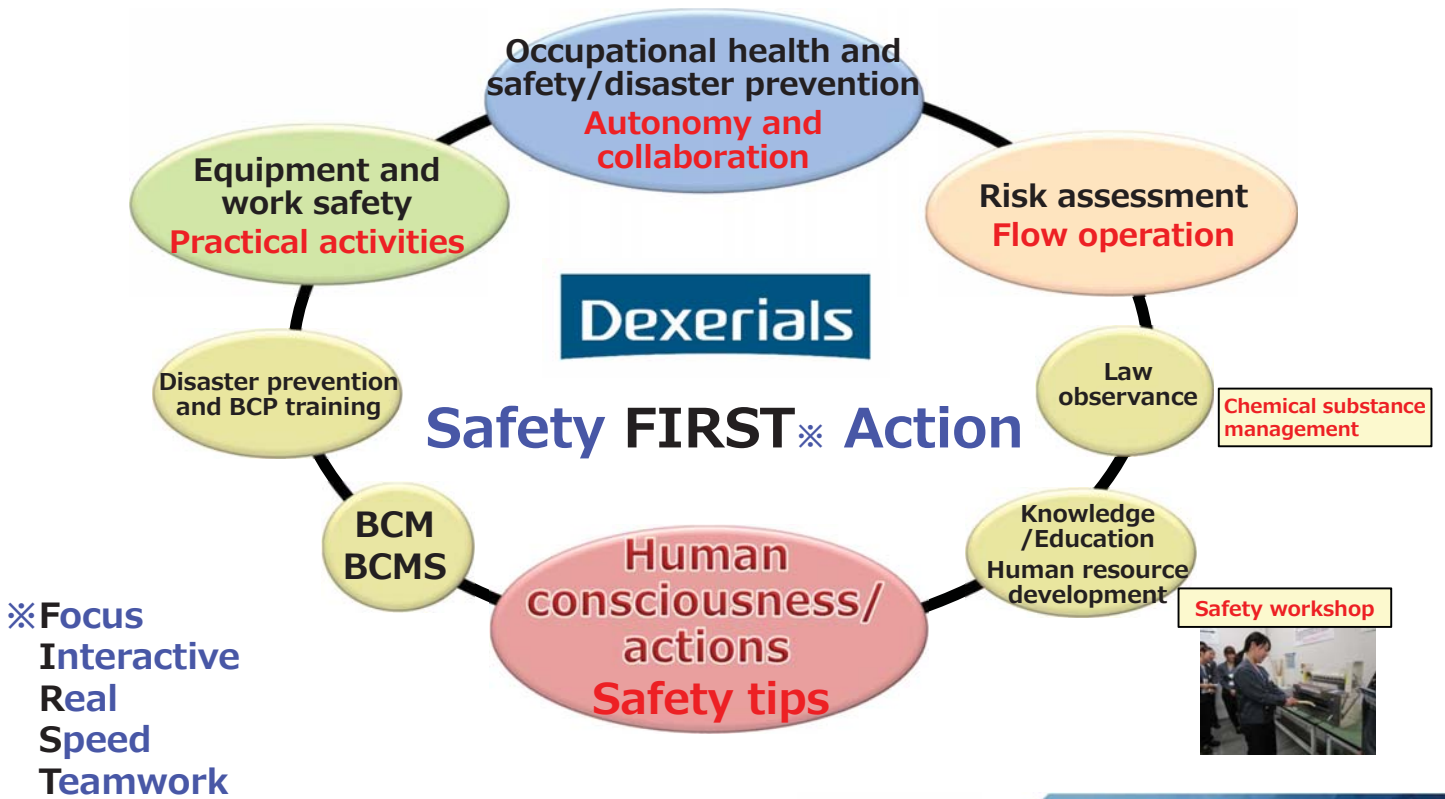 Occupational health and
safety/disaster prevention
Autonomy and
collaboration
Equipment and
work safety
Practical activities
Risk assessment
Flow operation
Dexerials
Disaster prevention
and BCP training
Law
observance
Chemical substance
management
Safety FIRST※ Action
BCM
BCMS
Human
consciousness/
actions
Safety tips
Knowledge
/Education
Human resource
development
Safety workshop
※Focus
Interactive
Real
Speed
Teamwork